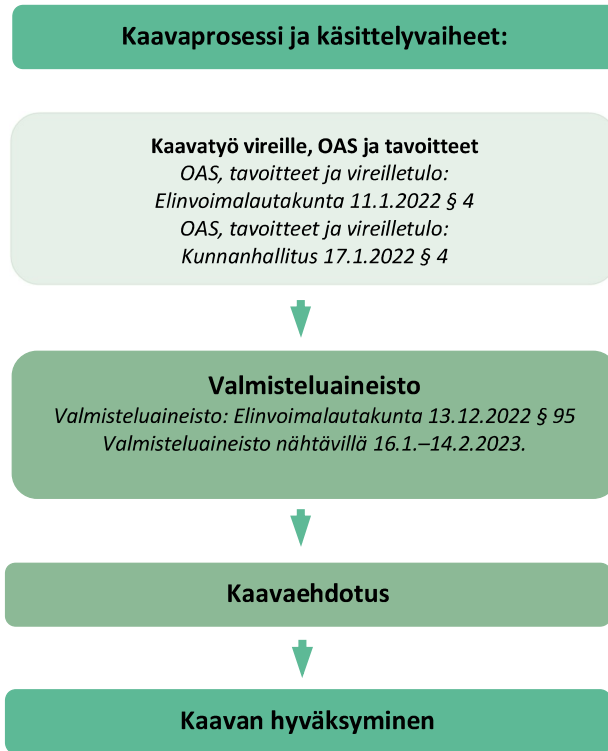 Kaavaprosessi ja käsittelyvaiheet:
Kaavatyö vireille, OAS ja tavoitteet
OAS, tavoitteet ja vireilletulo:
Elinvoimalautakunta 11.1.2022 § 4
OAS, tavoitteet ja vireilletulo:
Kunnanhallitus 17.1.2022 § 4
Valmisteluaineisto
Valmisteluaineisto: Elinvoimalautakunta 13.12.2022 § 95
Valmisteluaineisto nähtävillä 16.1.–14.2.2023.
Kaavaehdotus
Kaavan hyväksyminen